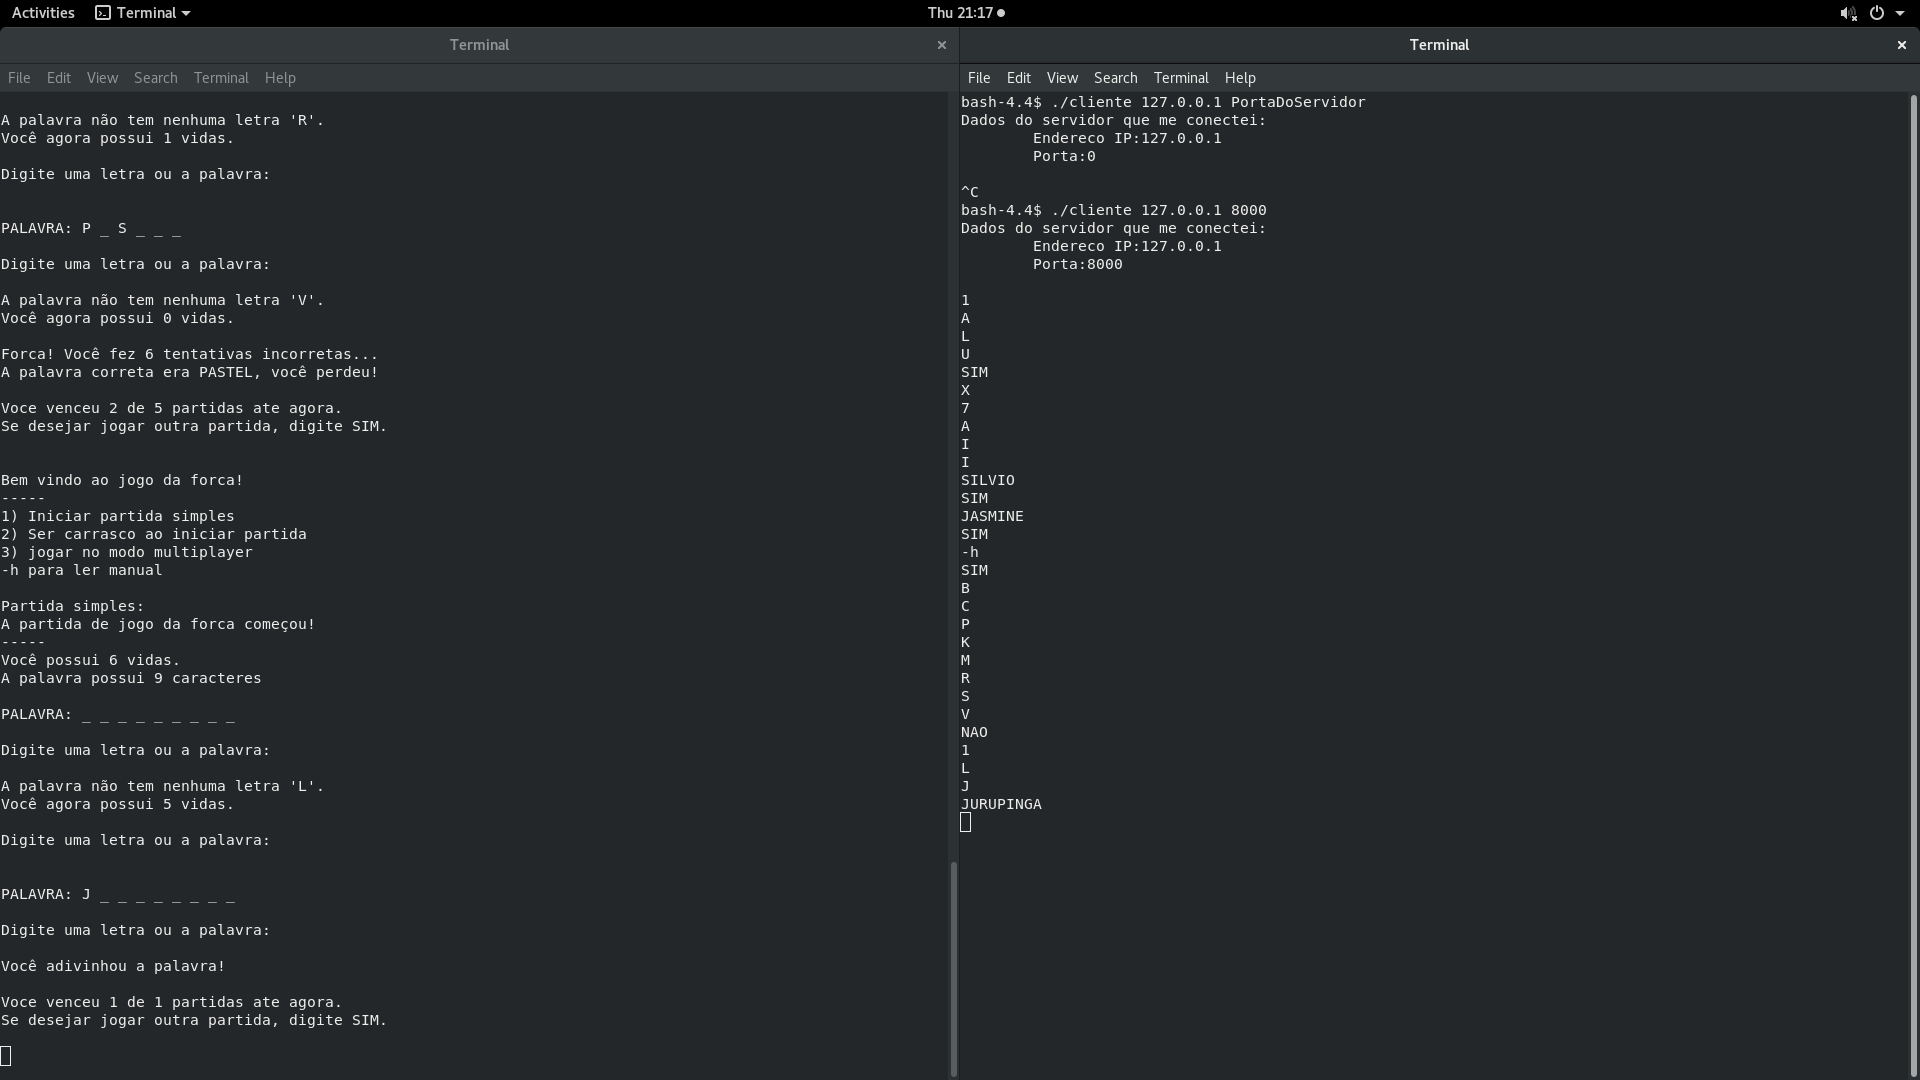 Activities Terminal Thu 21:17
Terminal
File Edit View Search Terminal Help
A palavra não tem nenhuma letra 'R'.
Você agora possui 1 vidas.
Digite uma letra ou a palavra:
PALAVRA: P _ S _ _ _
Digite uma letra ou a palavra:
A palavra não tem nenhuma letra 'V'.
Você agora possui 0 vidas.
Forca! Você fez 6 tentativas incorretas...
A palavra correta era PASTEL, você perdeu!
Voce venceu 2 de 5 partidas ate agora.
Se desejar jogar outra partida, digite SIM.
Bem vindo ao jogo da forca!
-----
1) Iniciar partida simples
2) Ser carrasco ao iniciar partida
3) jogar no modo multiplayer
-h para ler manual
Partida simples:
A partida de jogo da forca começou!
-----
Você possui 6 vidas.
A palavra possui 9 caracteres
PALAVRA: _ _ _ _ _ _ _ _ _
Digite uma letra ou a palavra:
A palavra não tem nenhuma letra 'L'.
Você agora possui 5 vidas.
Digite uma letra ou a palavra:
PALAVRA: J _ _ _ _ _ _ _ _
Digite uma letra ou a palavra:
Você adivinhou a palavra!
Voce venceu 1 de 1 partidas ate agora.
Se desejar jogar outra partida, digite SIM.
Terminal
File Edit View Search Terminal Help
bash-4.4$ ./cliente 127.0.0.1 PortaDoServidor
Dados do servidor que me conectei:
Endereco IP:127.0.0.1
Porta:0
^C
bash-4.4$ ./cliente 127.0.0.1 8000
Dados do servidor que me conectei:
Endereco IP:127.0.0.1
Porta:8000
1
A
L
U
SIM
X
7
A
I
I
SILVIO
SIM
JASMINE
SIM
-h
SIM
B
C
P
K
M
R
S
V
NAO
1
L
J
JURUPINGA